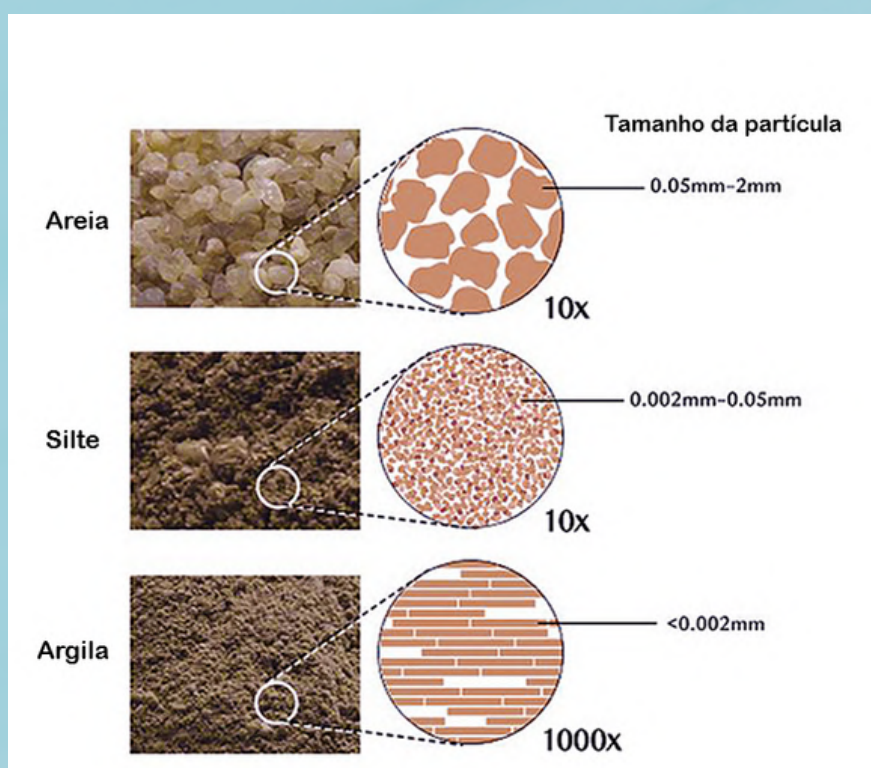 Tamanho da partícula
Areia
0.05mm–2mm
10x
Silte
0.002mm–0.05mm
10x
Argila
<0.002mm
1000x